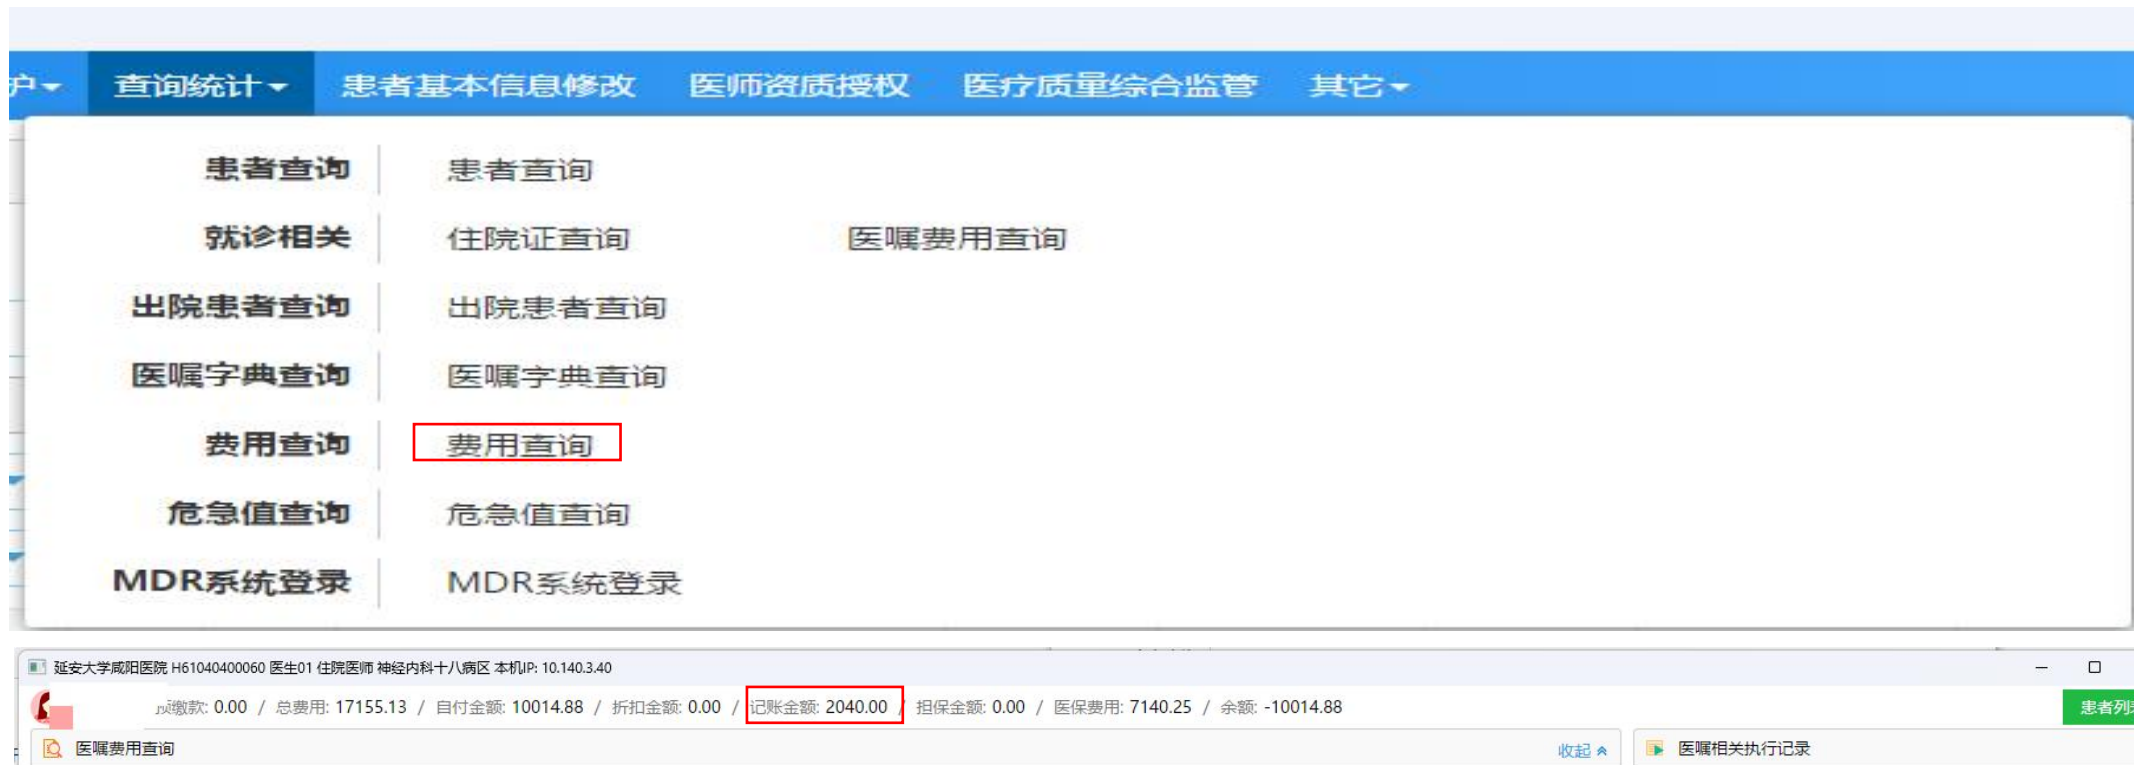 护 查询统计 患者基本信息修改 医师资质授权 医疗质量综合监管 其它
患者查询 患者查询
就诊相关 住院证查询 医嘱费用查询
出院患者查询 出院患者查询
医嘱字典查询 医嘱字典查询
费用查询 费用查询
危急值查询 危急值查询
MDR系统登录 MDR系统登录
延安大学咸阳医院 H61040400060 医生01 住院医师 神经内科十八病区 本机IP: 10.140.3.40
缴款: 0.00 / 总费用: 17155.13 / 自付金额: 10014.88 / 折扣金额: 0.00 / 记账金额: 2040.00 / 担保金额: 0.00 / 医保费用: 7140.25 / 余额: -10014.88 患者列
医嘱费用查询 收起 医嘱相关执行记录